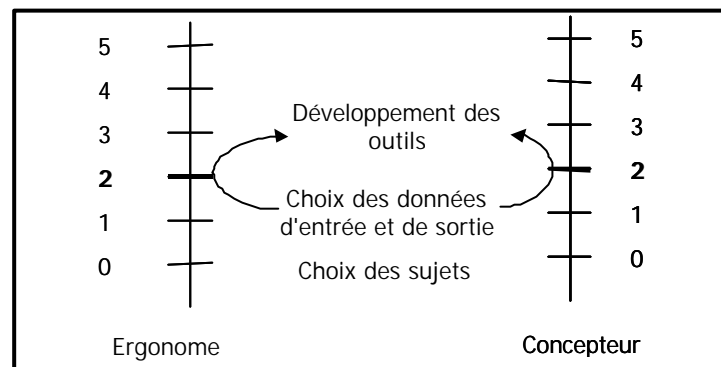 5
5
4
4
Développement des
outils
3
3
2
2
Choix des données
d'entrée et de sortie
1
1
0
Choix des sujets
0
Ergonome
Concepteur